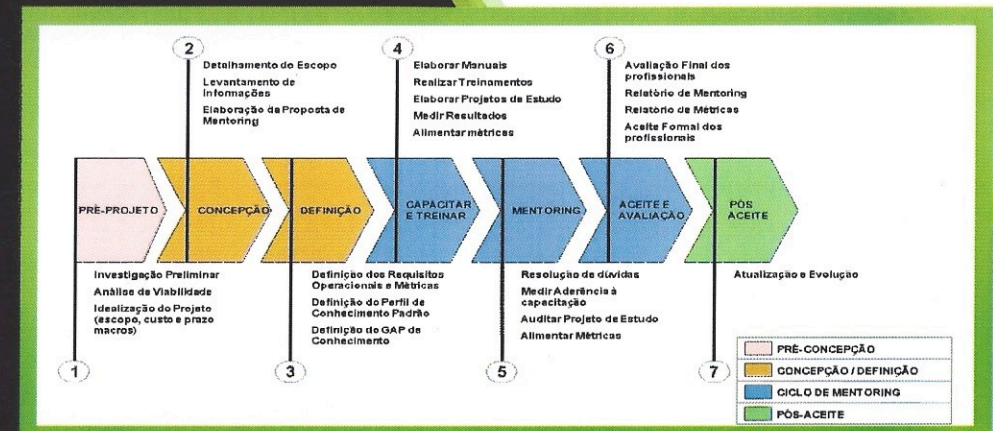 2
Detalhamento do Escopo
Levantamento de
Informações
Elaboração da Proposta de
Mentoring
4
Elaborar Manuais
Realizar Treinamentos
Elaborar Projetos de Estudo
Medir Resultados
Alimentar métricas
6
Avaliação Final dos
profissionais
Relatório de Mentoring
Relatório de Métricas
Aceite Formal dos
profissionais
PRÉ-PROJETO
CONCEPÇÃO
DEFINIÇÃO
CAPACITAR
E TREINAR
MENTORING
ACEITE E
AVALIAÇÃO
PÓS
ACEITE
Investigação Preliminar
Análise de Viabilidade
Idealização do Projeto
(escopo, custo e prazo
macros)
1
Definição dos Requisitos
Operacionais e Métricas
Definição do Perfil de
Conhecimento Padrão
Definição do GAP de
Conhecimento
3
Resolução de dúvidas
Medir Aderência à
capacitação
Auditar Projeto de Estudo
Alimentar Métricas
5
Atualização e Evolução
7
PRÉ-CONCEPÇÃO
CONCEPÇÃO / DEFINIÇÃO
CICLO DE MENTORING
PÓS-ACEITE